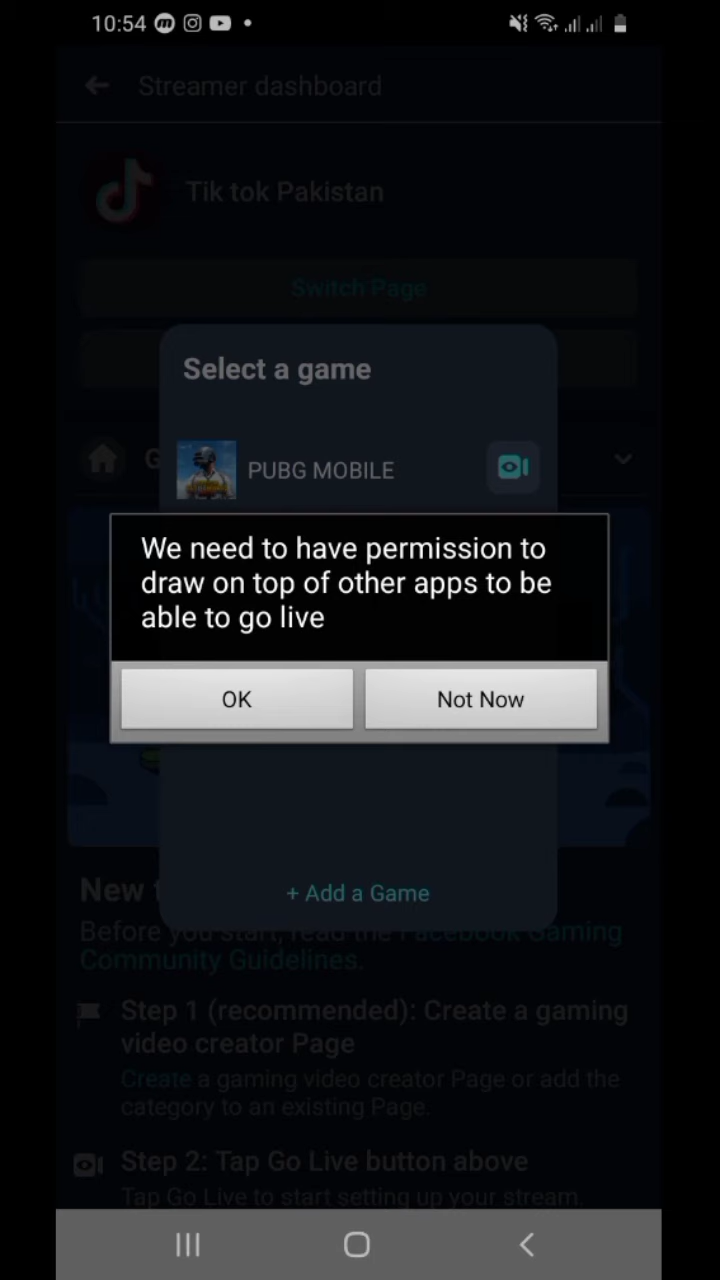 10:54
Streamer dashboard
Tik tok Pakistan
Switch Page
Select a game
G
PUBG MOBILE
We need to have permission to
draw on top of other apps to be
able to go live
OK
Not Now
+ Add a Game
New
Before you start, read the Facebook Gaming
Community Guidelines.
Step 1 (recommended): Create a gaming
video creator Page
Create a gaming video creator Page or add the
category to an existing Page.
Step 2: Tap Go Live button above
Tap Go Live to start setting up your stream.